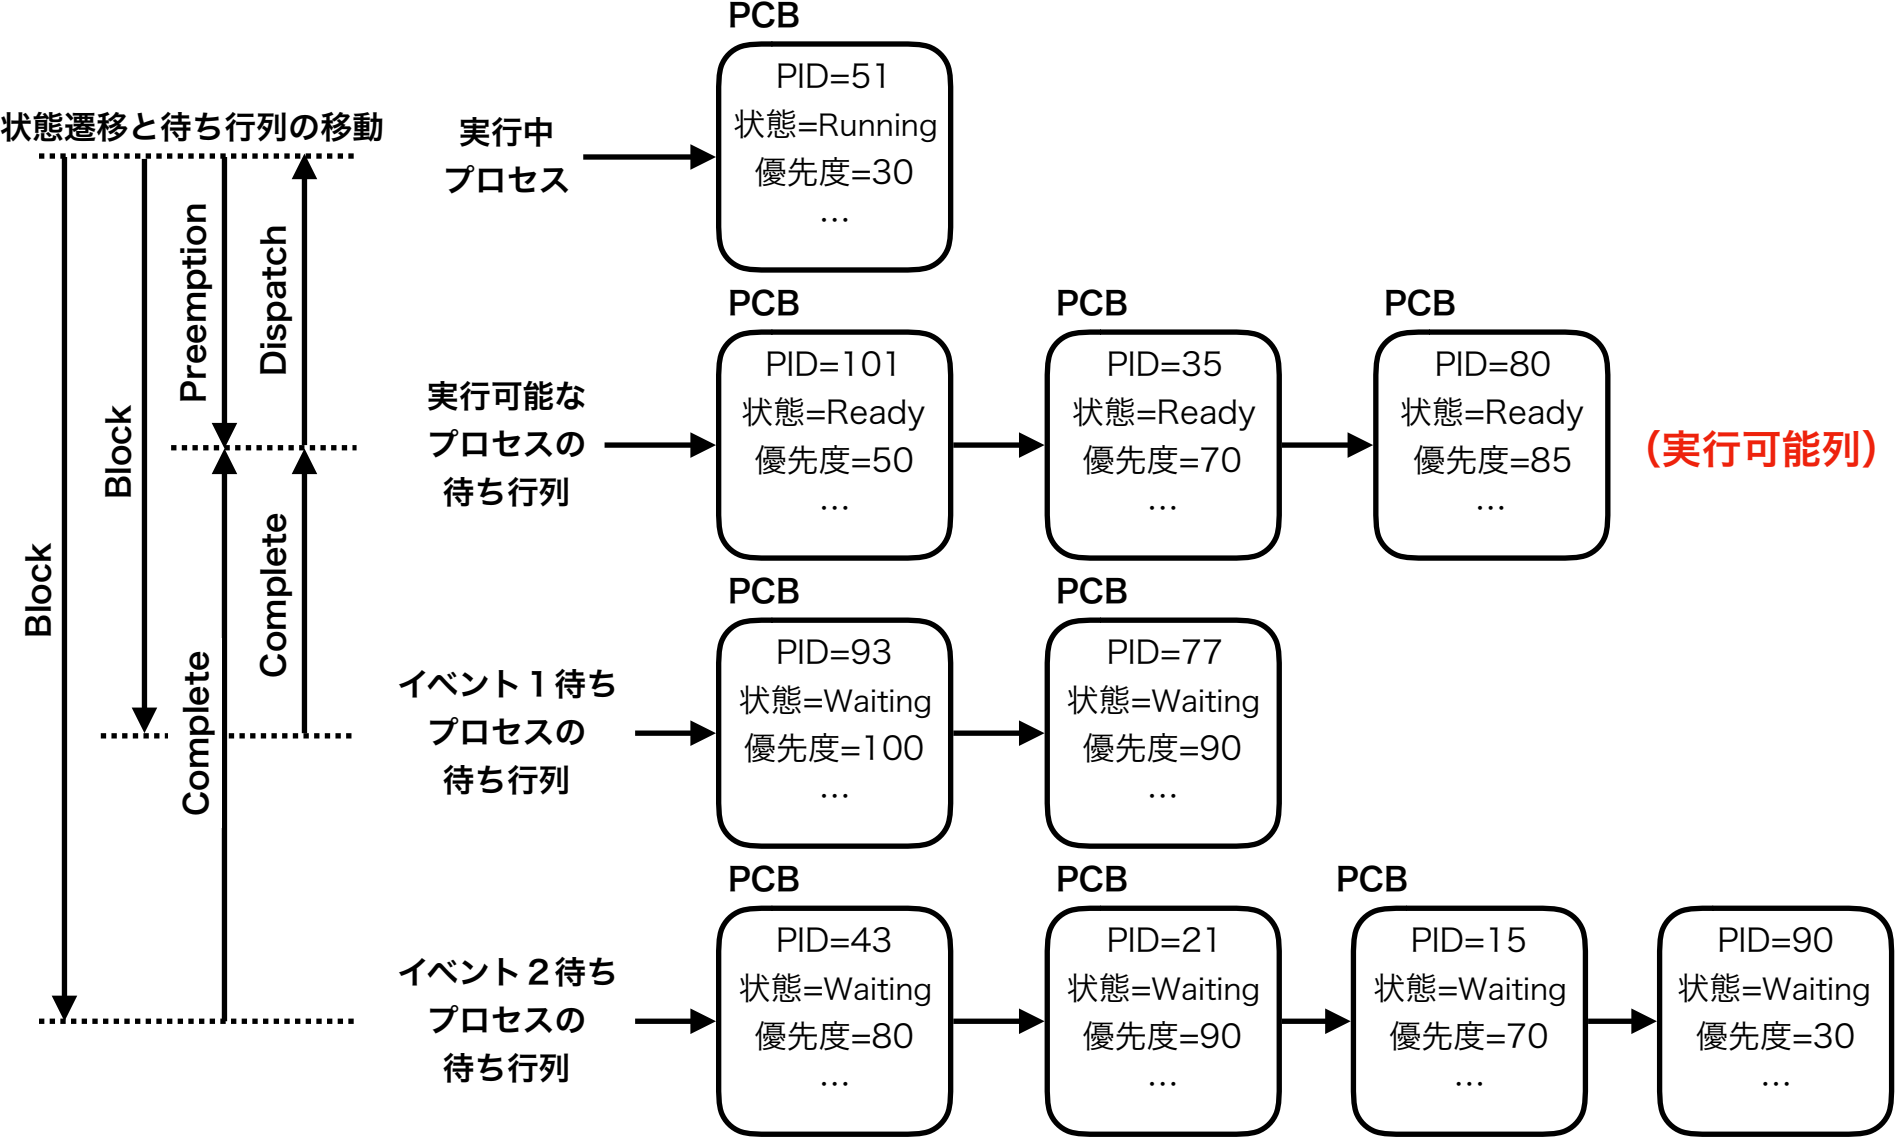 PCB
PID=51
状態=Running
優先度=30
…
状態遷移と待ち行列の移動
Block
Block
Preemption
Dispatch
Complete
Complete
実行中
プロセス
PCB
PID=101
状態=Ready
優先度=50
…
PCB
PID=35
状態=Ready
優先度=70
…
PCB
PID=80
状態=Ready
優先度=85
…
実行可能な
プロセスの
待ち行列
（実行可能列）
PCB
PID=93
状態=Waiting
優先度=100
…
PCB
PID=77
状態=Waiting
優先度=90
…
イベント１待ち
プロセスの
待ち行列
PCB
PID=43
状態=Waiting
優先度=80
…
PCB
PID=21
状態=Waiting
優先度=90
…
PCB
PID=15
状態=Waiting
優先度=70
…
PID=90
状態=Waiting
優先度=30
…
イベント２待ち
プロセスの
待ち行列